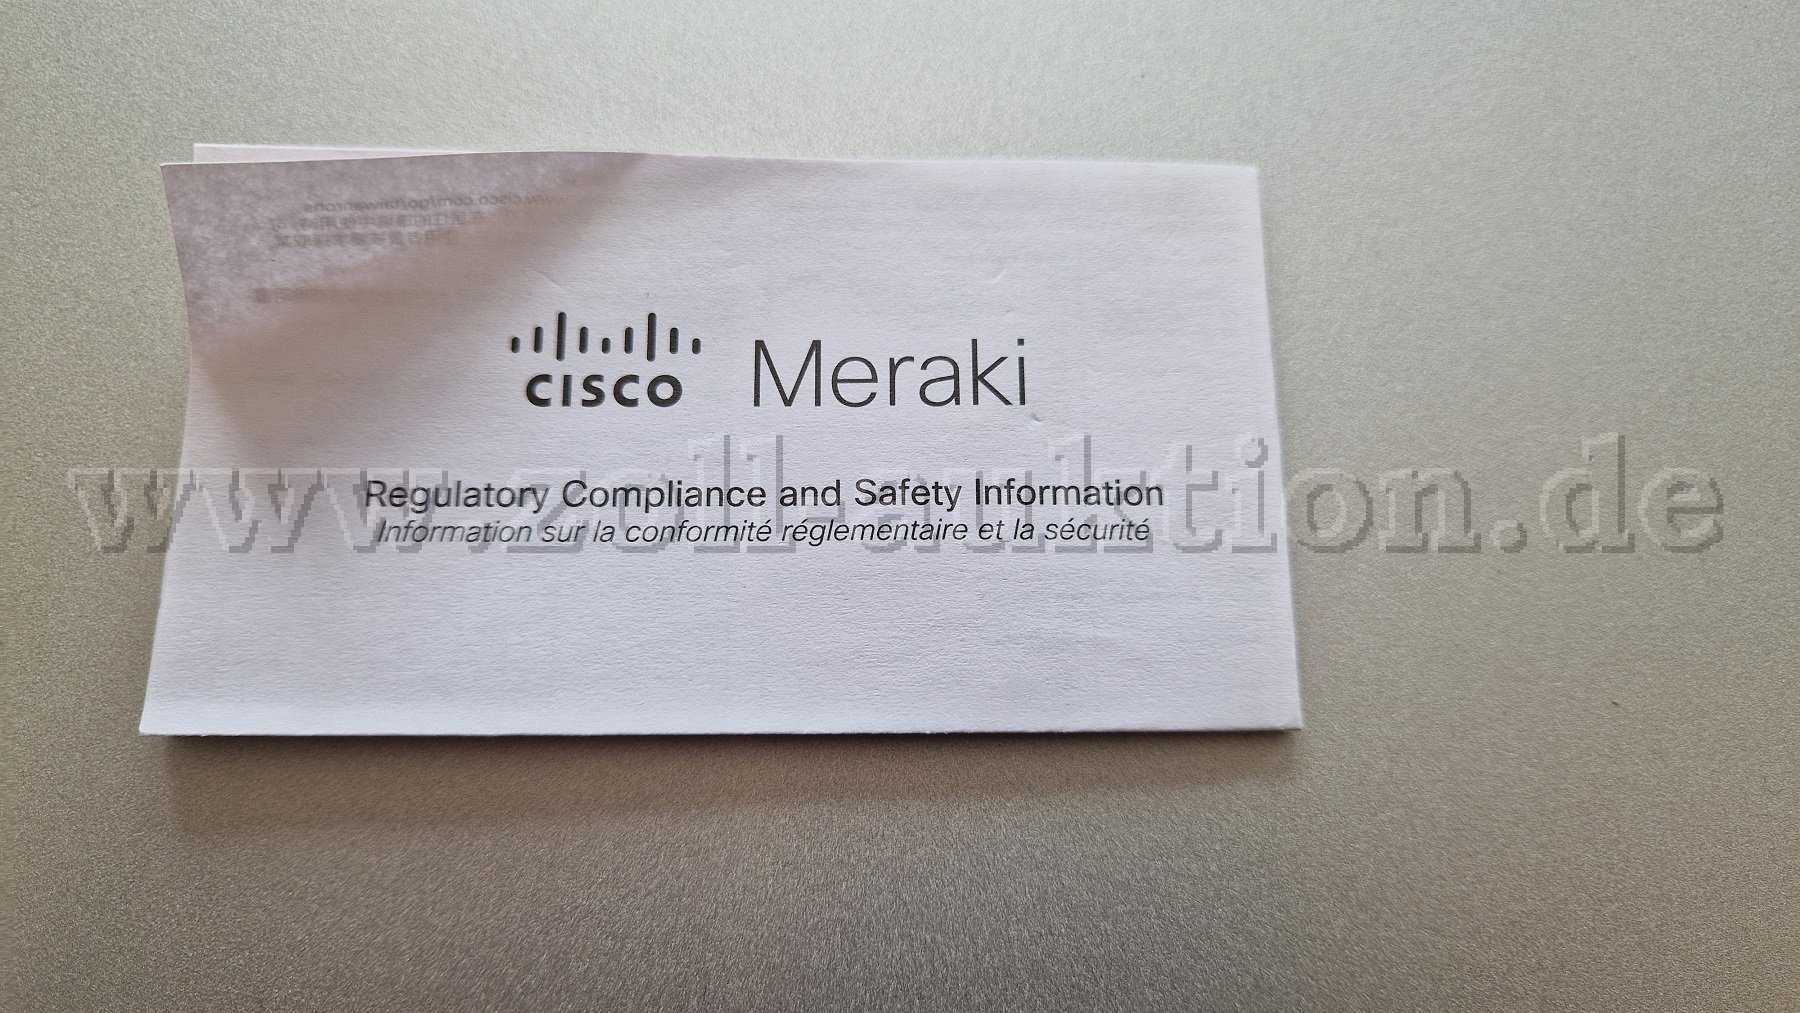 CISCO Meraki
www.zoll-auktion.de
Regulatory Compliance and Safety Information
Information sur la conformité réglementaire et la sécurité